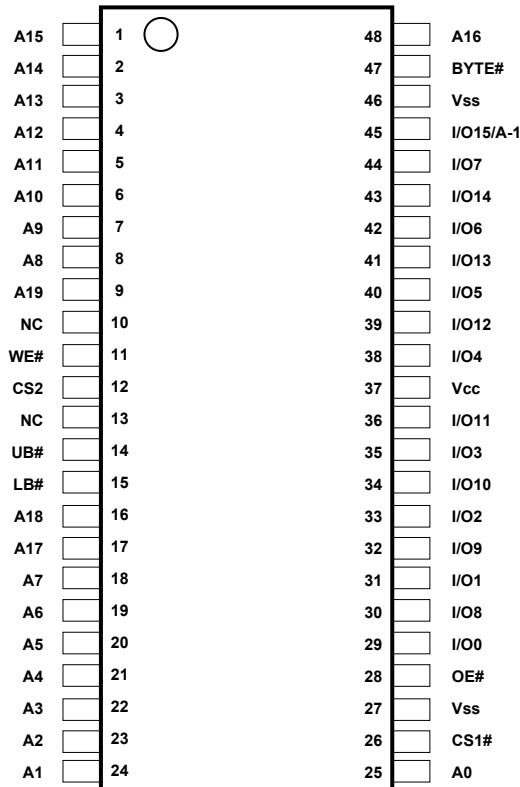 A15 1 48 A16
A14 2 47 BYTE#
A13 3 46 Vss
A12 4 45 I/O15/A-1
A11 5 44 I/O7
A10 6 43 I/O14
A9 7 42 I/O6
A8 8 41 I/O13
A19 9 40 I/O5
NC 10 39 I/O12
WE# 11 38 I/O4
CS2 12 37 Vcc
NC 13 36 I/O11
UB# 14 35 I/O3
LB# 15 34 I/O10
A18 16 33 I/O2
A17 17 32 I/O9
A7 18 31 I/O1
A6 19 30 I/O8
A5 20 29 I/O0
A4 21 28 OE#
A3 22 27 Vss
A2 23 26 CS1#
A1 24 25 A0